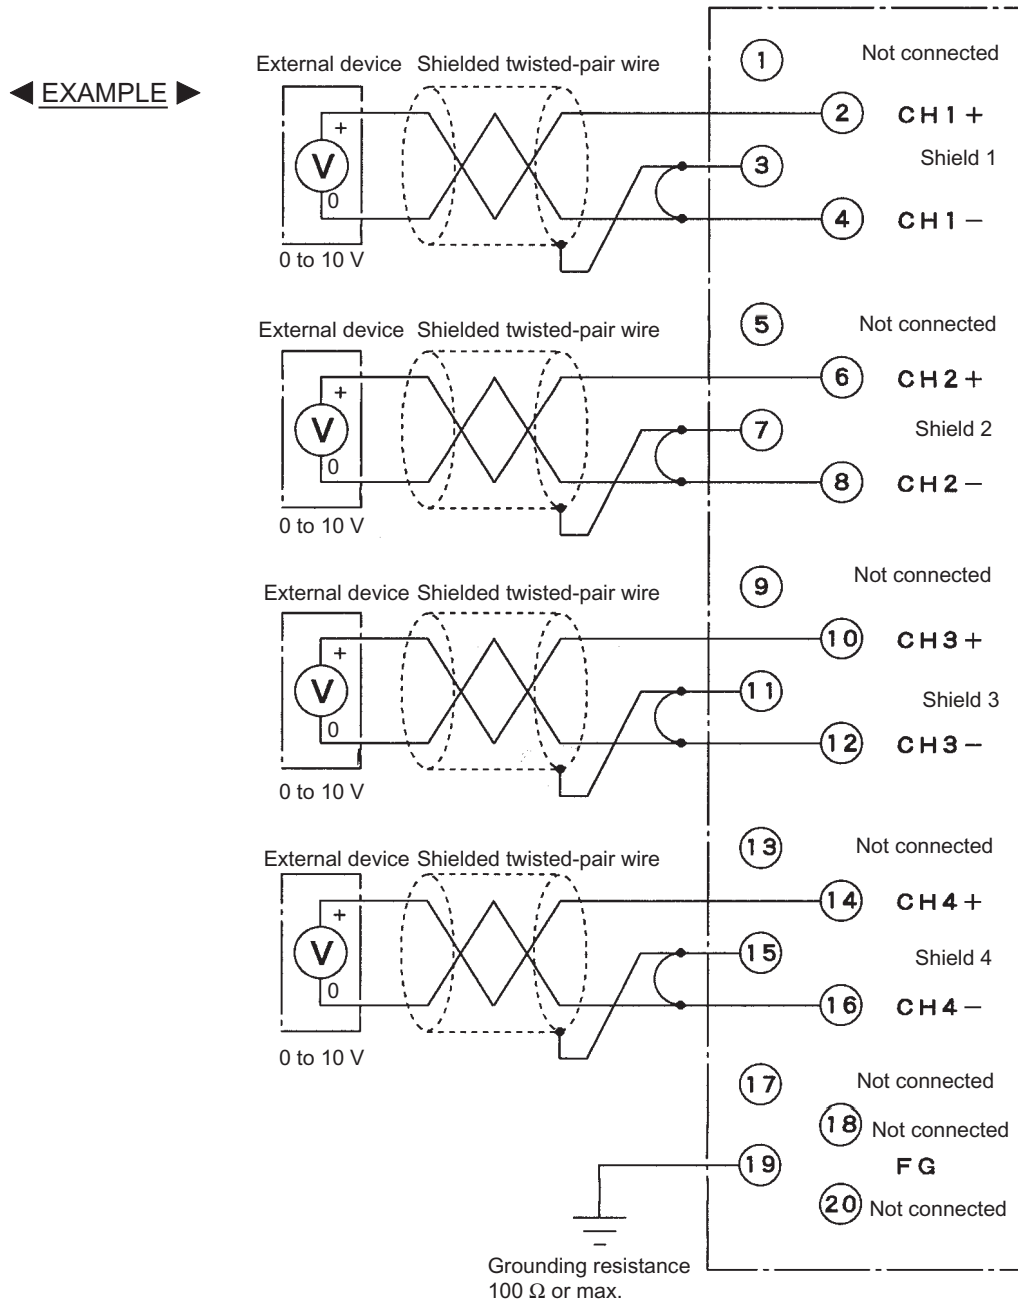 ◀ EXAMPLE ▶
External device Shielded twisted-pair wire
1 Not connected
+
2 CH1+
V
3 Shield 1
0
4 CH1−
0 to 10 V
External device Shielded twisted-pair wire
5 Not connected
+
6 CH2+
V
7 Shield 2
0
8 CH2−
0 to 10 V
External device Shielded twisted-pair wire
9 Not connected
+
10 CH3+
V
11 Shield 3
0
12 CH3−
0 to 10 V
External device Shielded twisted-pair wire
13 Not connected
+
14 CH4+
V
15 Shield 4
0
16 CH4−
0 to 10 V
17 Not connected
18 Not connected
19 FG
20 Not connected
Grounding resistance
100 Ω or max.